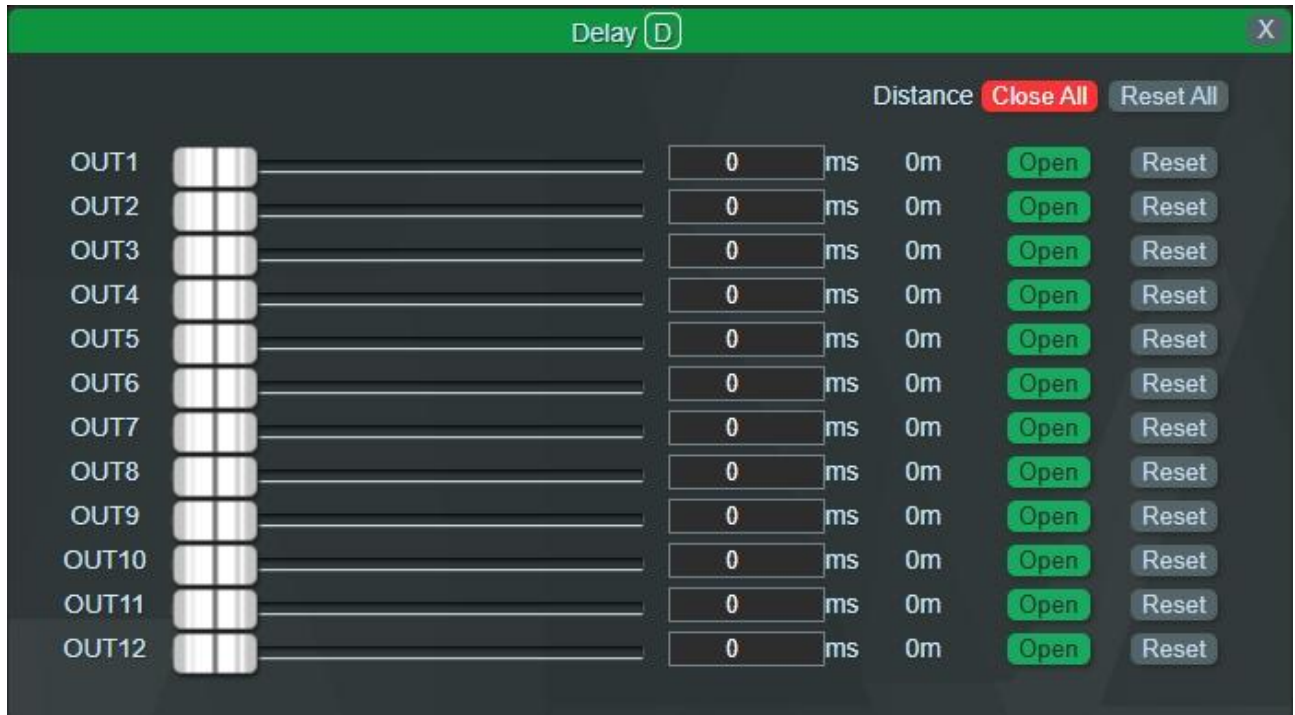 Delay D X
Distance Close All Reset All
OUT1 0 ms 0m Open Reset
OUT2 0 ms 0m Open Reset
OUT3 0 ms 0m Open Reset
OUT4 0 ms 0m Open Reset
OUT5 0 ms 0m Open Reset
OUT6 0 ms 0m Open Reset
OUT7 0 ms 0m Open Reset
OUT8 0 ms 0m Open Reset
OUT9 0 ms 0m Open Reset
OUT10 0 ms 0m Open Reset
OUT11 0 ms 0m Open Reset
OUT12 0 ms 0m Open Reset